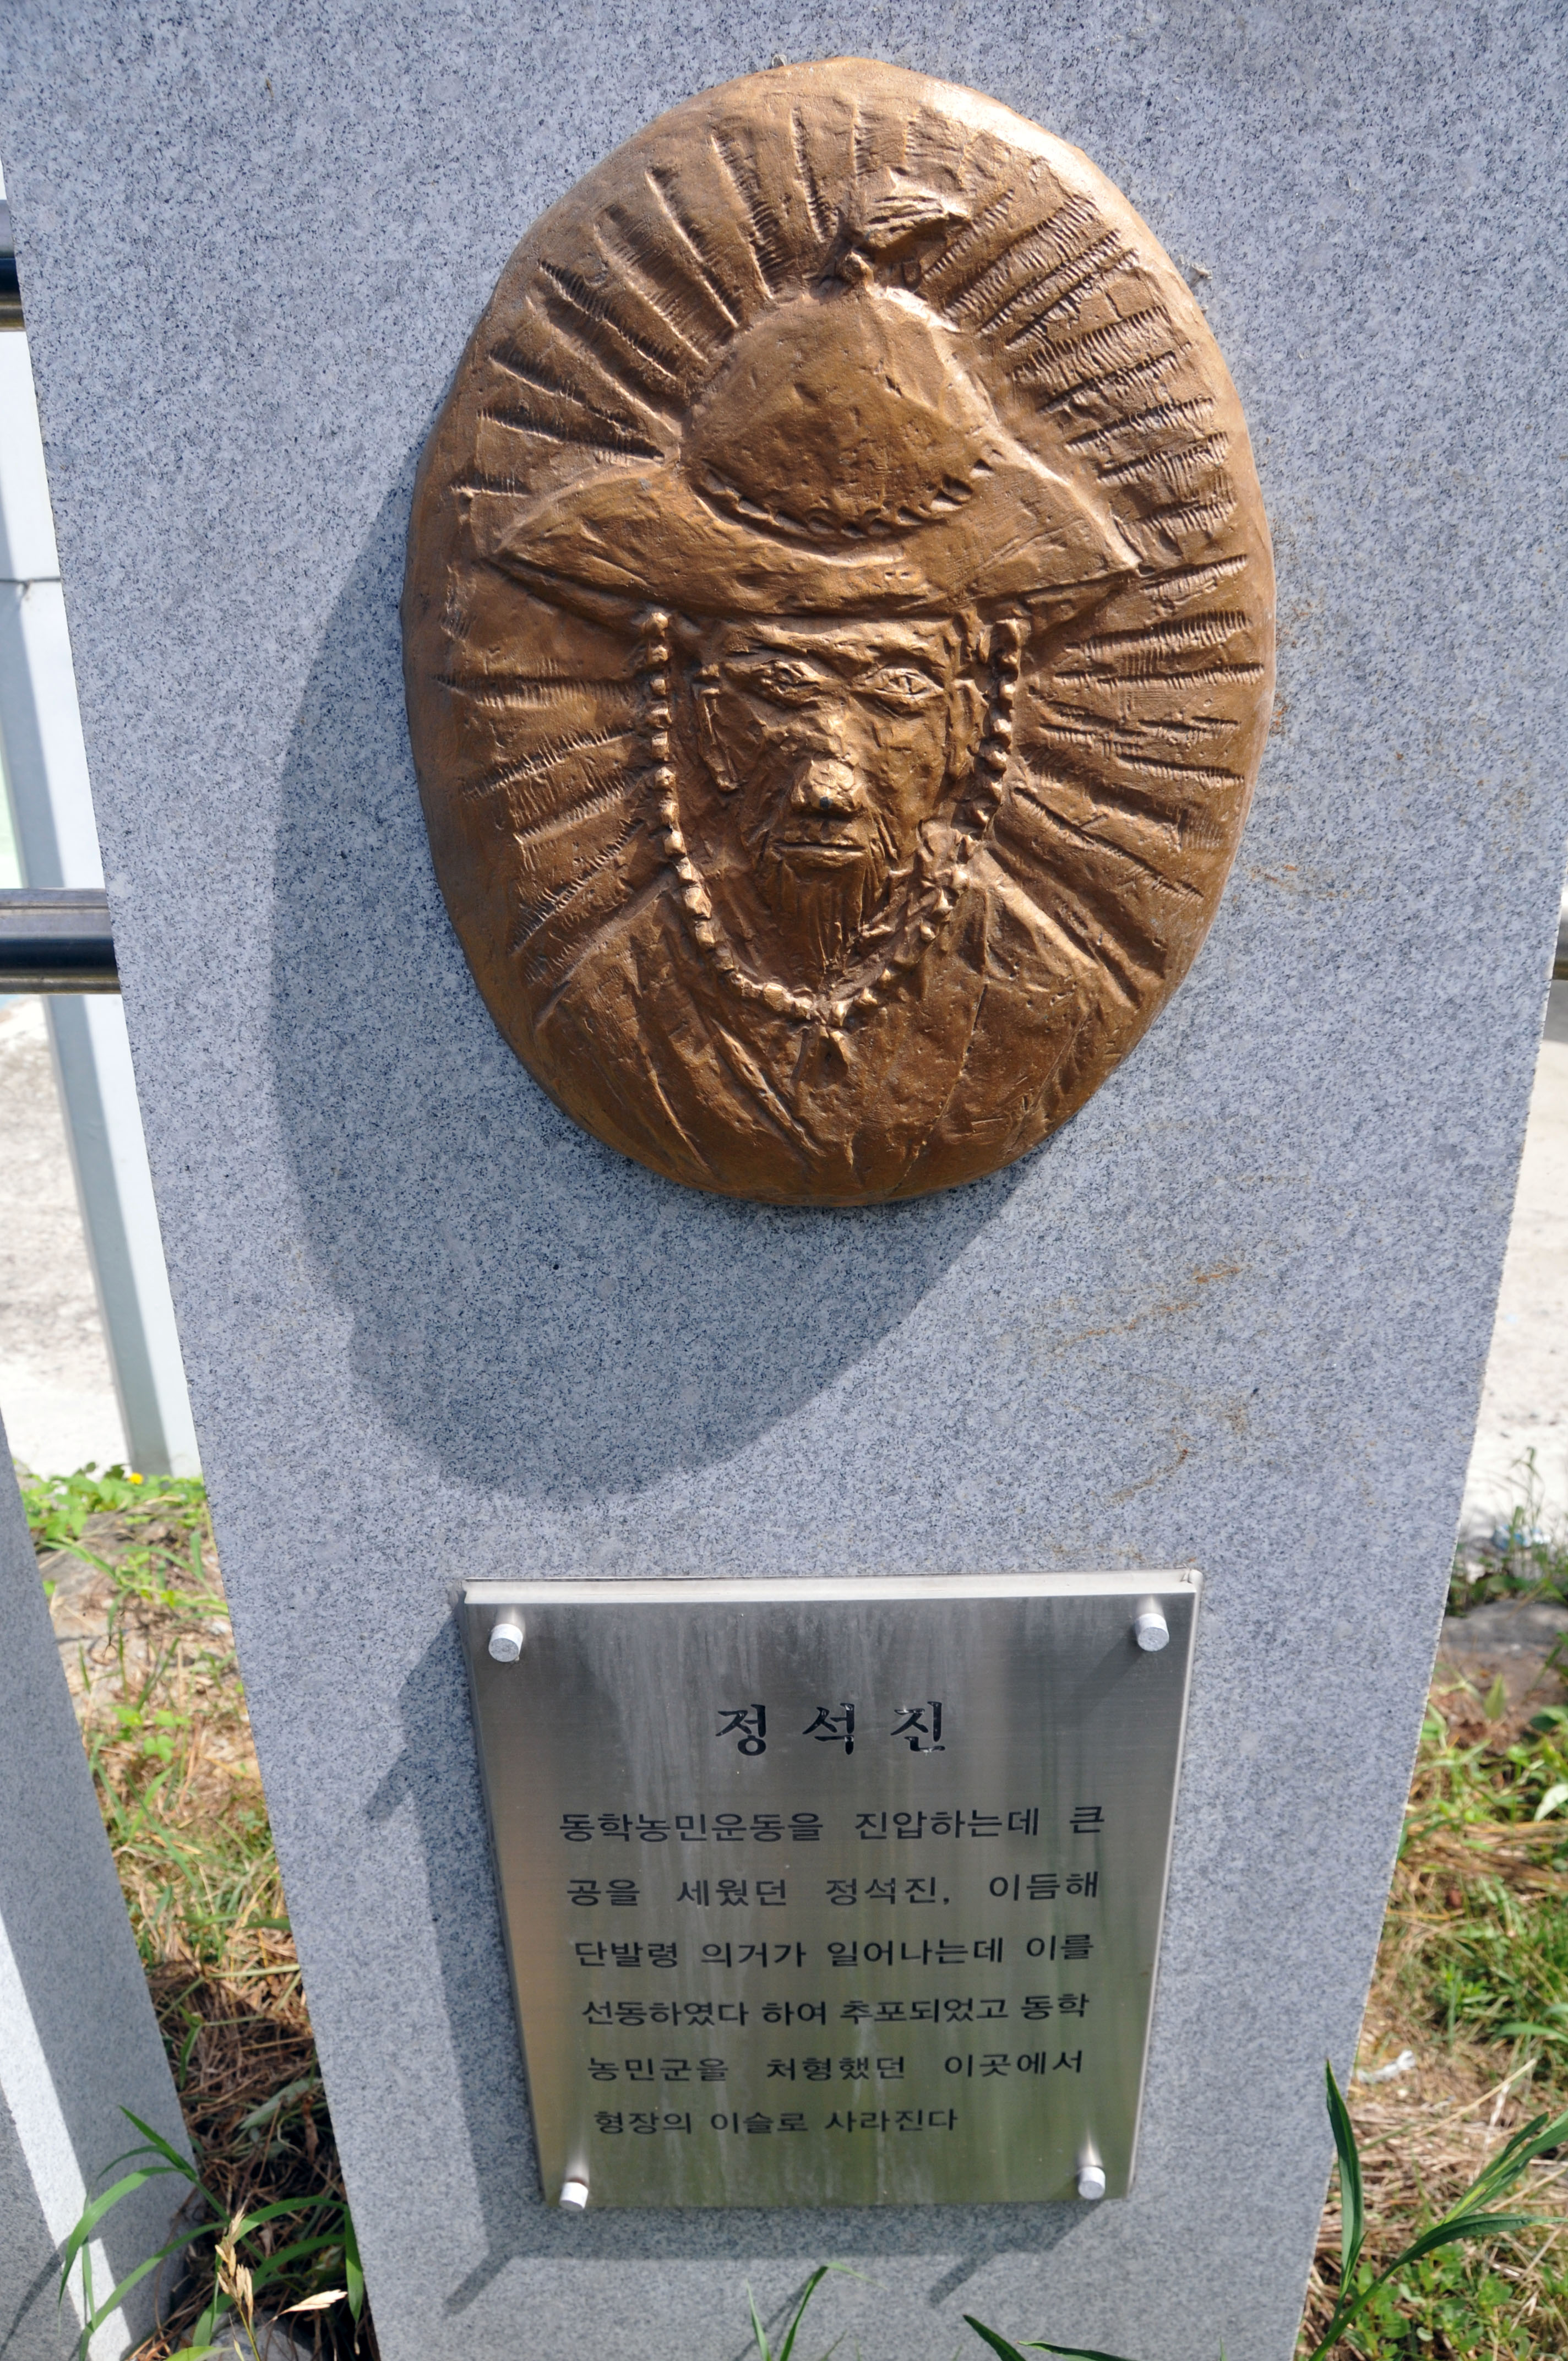 정석진
동학농민운동을 진압하는데 큰
공을 세웠던 정석진, 이듬해
단발령 의거가 일어나는데 이를
선동하였다 하여 추포되었고 동학
농민군을 처형했던 이곳에서
형장의 이슬로 사라진다